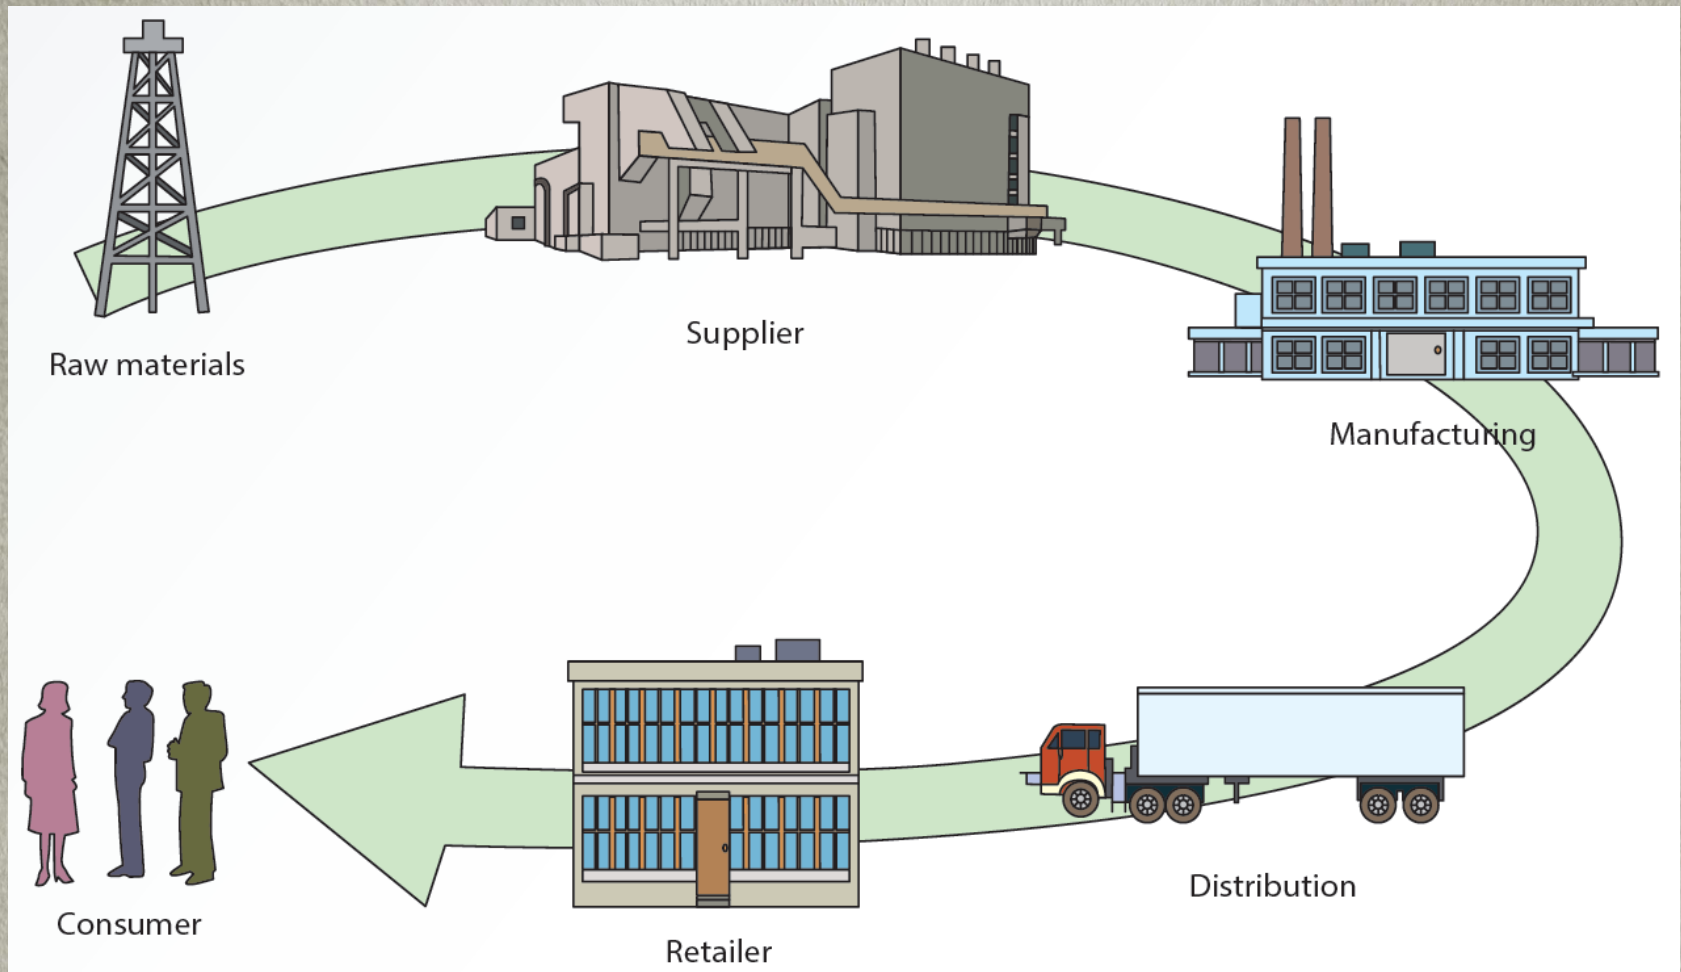 Raw materials
Supplier
Manufacturing
Distribution
Retailer
Consumer